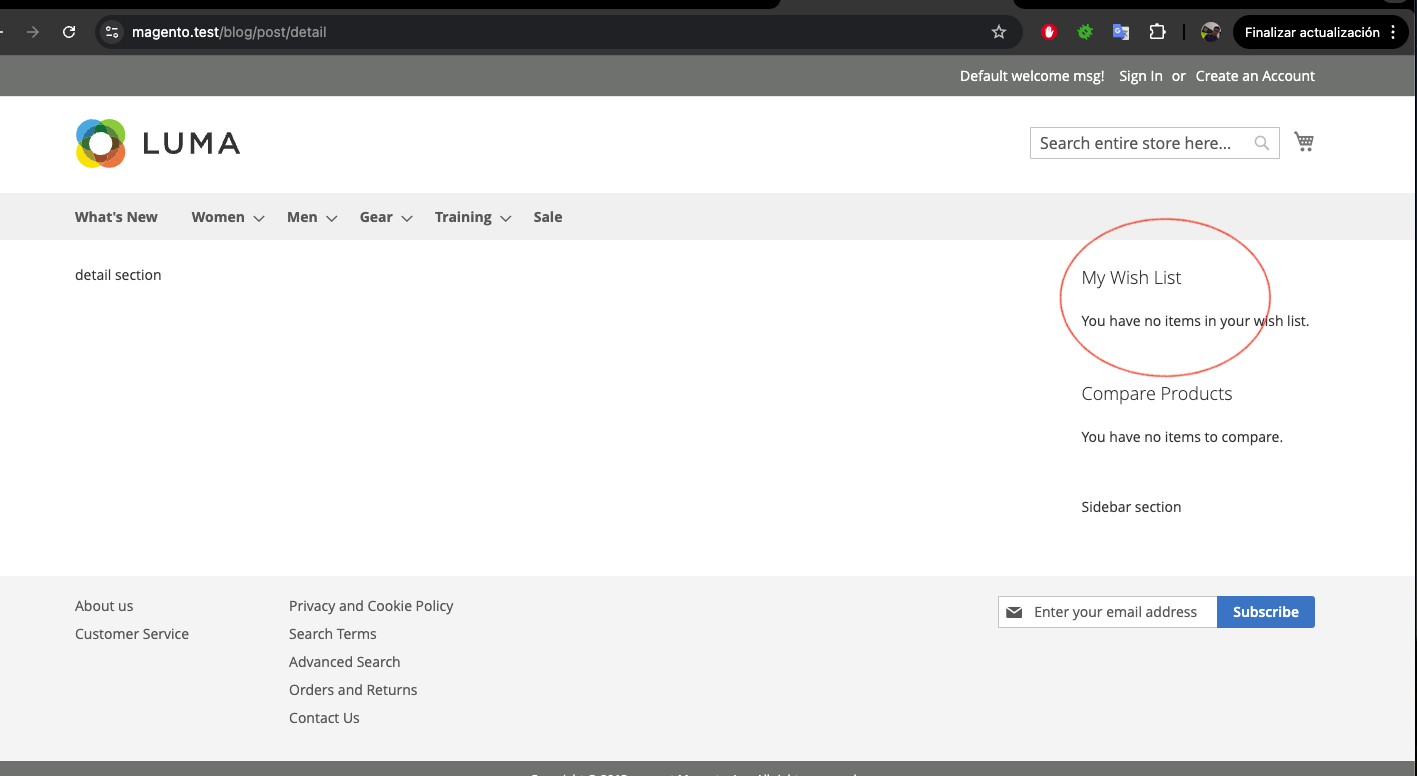 magento.test/blog/post/detail
Finalizar actualización
Default welcome msg! Sign In or Create an Account
LUMA
Search entire store here...
What's New Women Men Gear Training Sale
detail section
My Wish List
You have no items in your wish list.
Compare Products
You have no items to compare.
Sidebar section
About us
Customer Service
Privacy and Cookie Policy
Search Terms
Advanced Search
Orders and Returns
Contact Us
Enter your email address
Subscribe